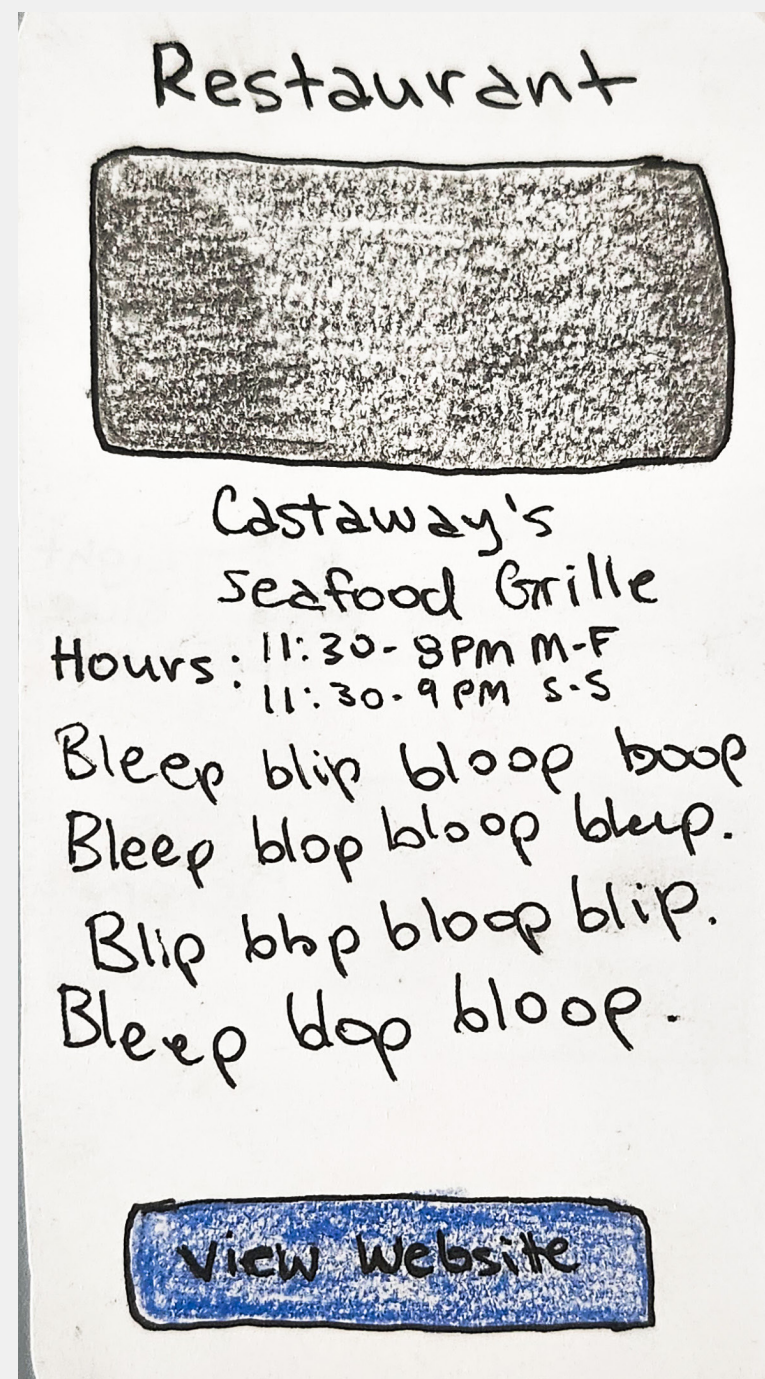 Restaurant
Castaway's
Seafood Grille
Hours: 11:30-8PM M-F
11:30-9PM S-S
Bleep blip bloop boop
Bleep blop bloop bleep.
Blip blop bloop blip.
Bleep blop bloop.
View Website